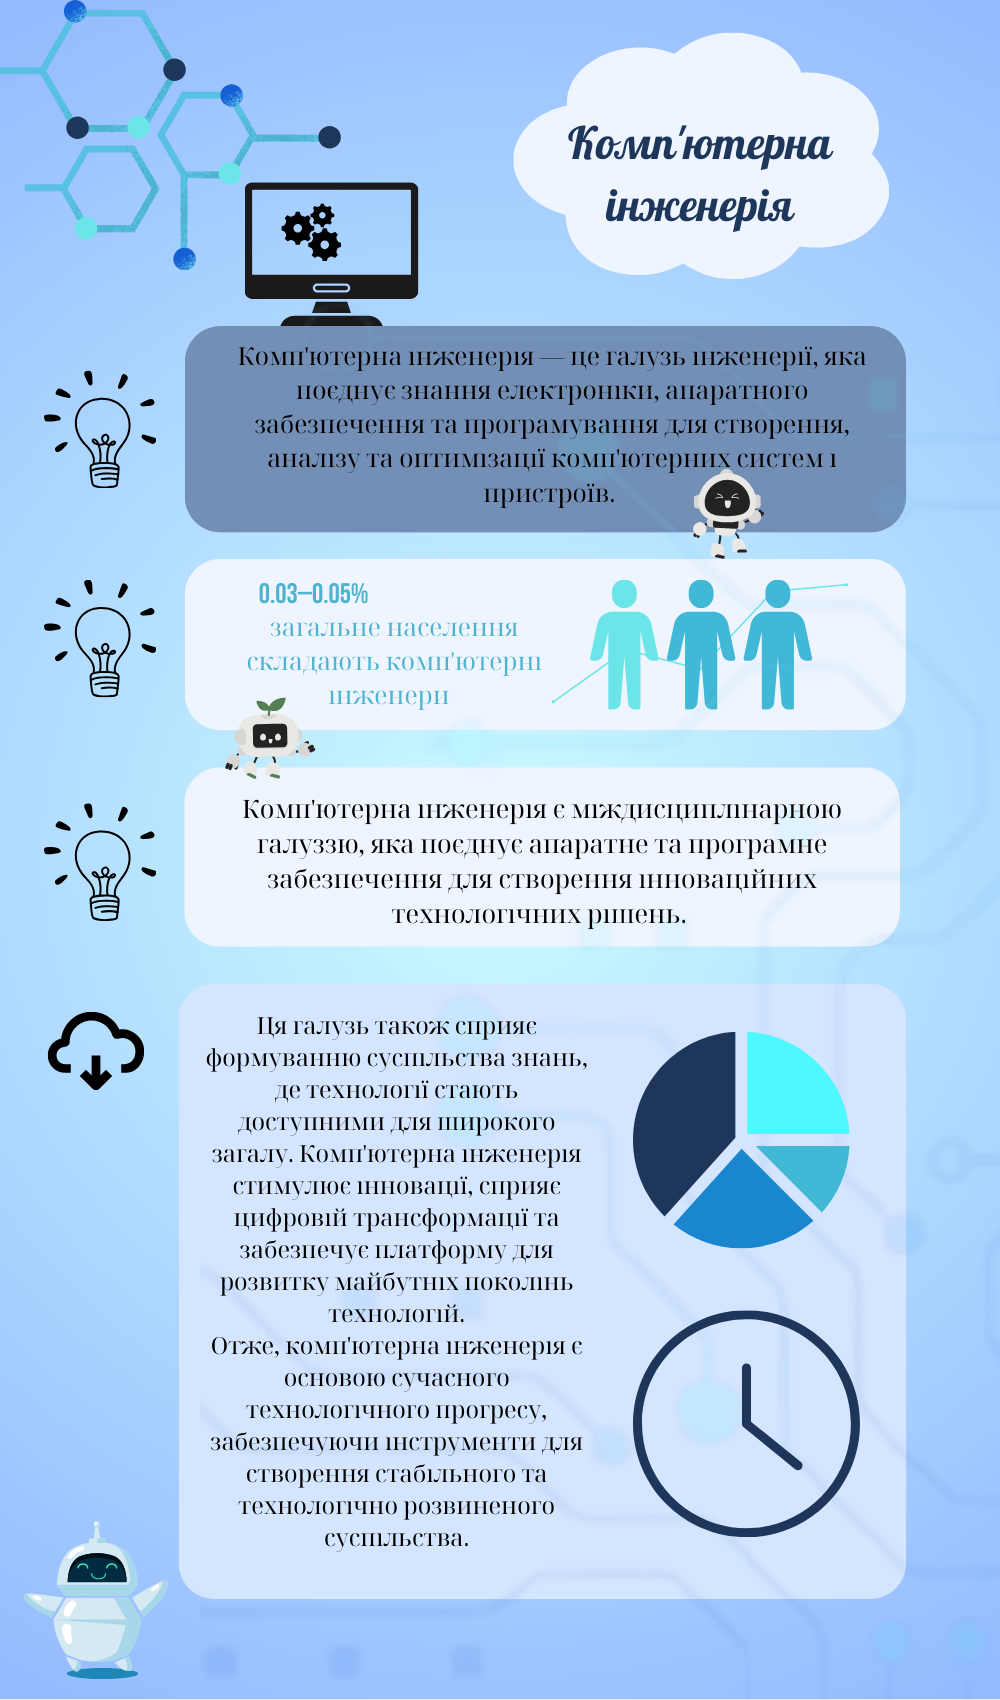 Комп'ютерна
інженерія
Комп'ютерна інженерія — це галузь інженерії, яка
поєднує знання електроніки, апаратного
забезпечення та програмування для створення,
аналізу та оптимізації комп'ютерних систем і
пристроїв.
0.03–0.05%
загальне населення
складають комп'ютерні
інженери
Комп'ютерна інженерія є міждисциплінарною
галуззю, яка поєднує апаратне та програмне
забезпечення для створення інноваційних
технологічних рішень.
Ця галузь також сприяє
формуванню суспільства знань,
де технології стають
доступними для широкого
загалу. Комп'ютерна інженерія
стимулює інновації, сприяє
цифровій трансформації та
забезпечує платформу для
розвитку майбутніх поколінь
технологій.
Отже, комп'ютерна інженерія є
основою сучасного
технологічного прогресу,
забезпечуючи інструменти для
створення стабільного та
технологічно розвиненого
суспільства.